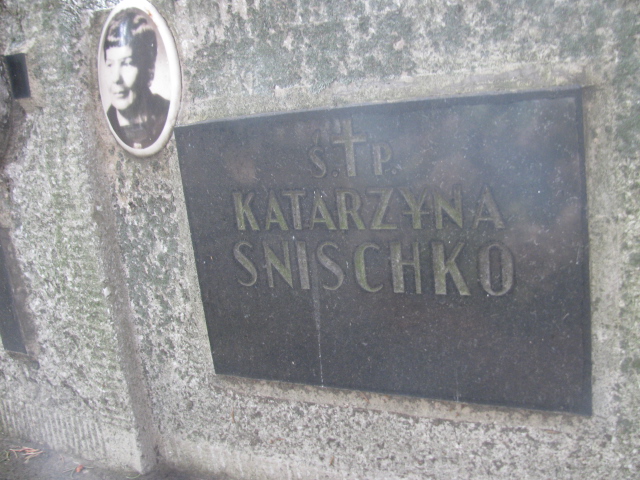 Ś. † P.
KATARZYNA
SNISCHKO